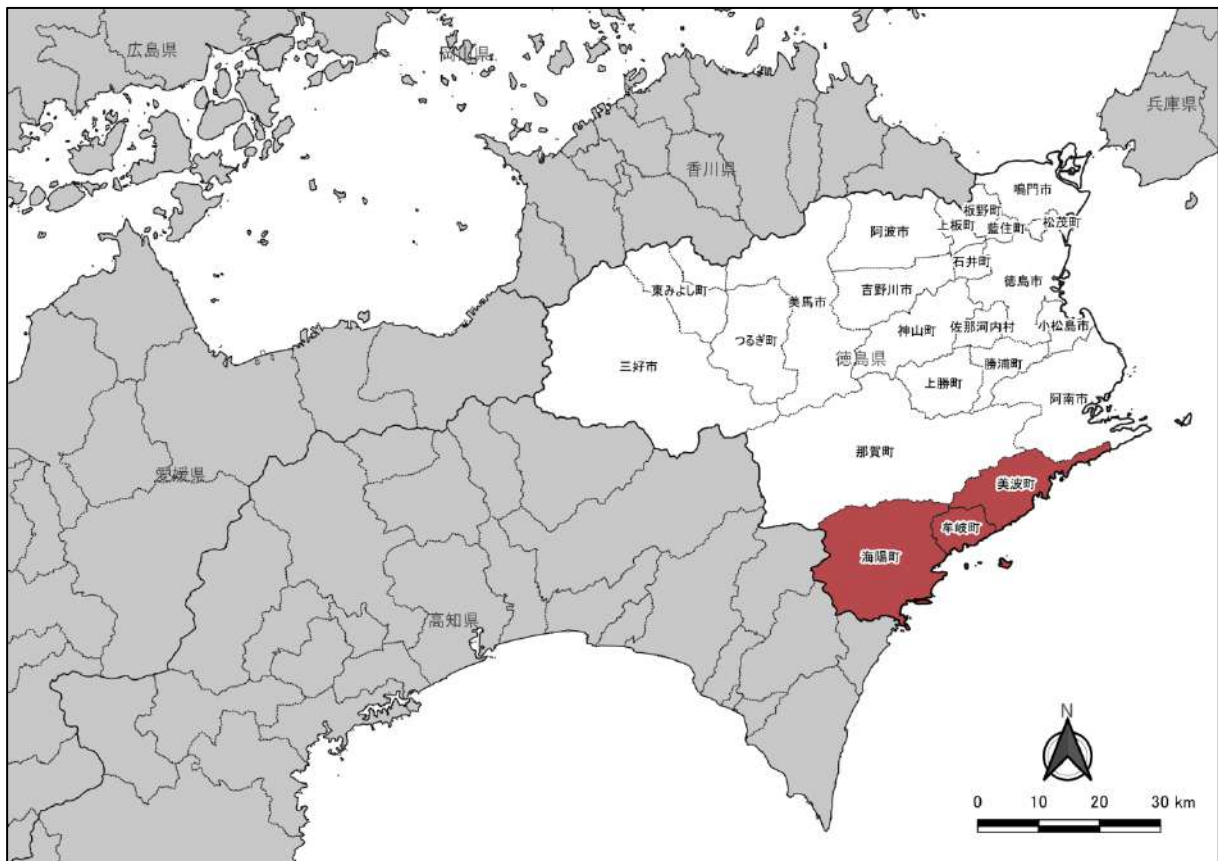 広島県
岡山県
兵庫県
香川県
鳴門市
板野町
松茂町
上板町
藍住町
阿波市
石井町
徳島市
東みよし町
美馬市
吉野川市
つるぎ町
神山町
佐那河内村
小松島市
三好市
徳島県
勝浦町
上勝町
阿南市
那賀町
愛媛県
美波町
牟岐町
海陽町
高知県
N
0 10 20 30 km